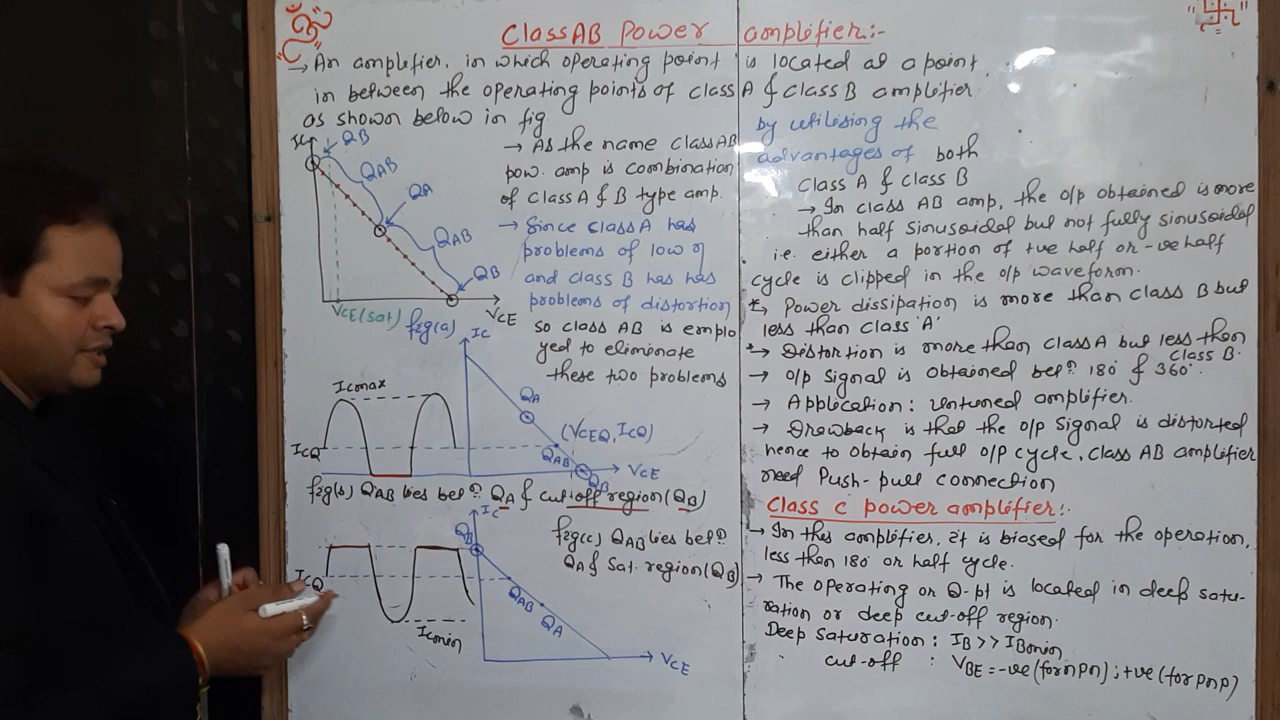 ॐ
Class AB Power amplifier:-
→ An amplifier, in which operating point is located at a point
in between the operating points of class A & class B amplifier
as shown below in fig
IC
QB
QAB
QA
QAB
QB
VCE(sat)
VCE
fig(a)
→ As the name class AB
pow. amp is combination
of class A & B type amp.
→ Since class A has
problems of low η
and class B has has
problems of distortion
so class AB is emplo
yed to eliminate
these two problems
ICmax
ICQ
IC
QA
(VCEQ, ICQ)
QAB
QB
VCE
fig(b) QAB lies betn QA & cut-off region (QB)
ICQ
ICmin
IC
QB
QAB
QA
VCE
fig(c) QAB lies betn
QA & Sat. region (QB)
by utilising the
advantages of both
Class A & class B
→ In class AB amp, the o/p obtained is more
than half sinusoidal but not fully sinusoidal
i.e. either a portion of +ve half or -ve half
cycle is clipped in the o/p waveform.
* → Power dissipation is more than class B but
less than class 'A'
* → Distortion is more than class A but less than
class B.
→ o/p signal is obtained betn 180° & 360°.
→ Application: untuned amplifier.
→ Drawback is that the o/p signal is distorted
hence to obtain full o/p cycle, class AB amplifier
need Push-pull connection
Class C power amplifier:-
→ In this amplifier, it is biased for the operation,
less than 180° or half cycle.
→ The operating or Q-pt is located in deep satu-
ration or deep cut-off region.
Deep Saturation: IB >> IBmin
cut-off : VBE = -ve (for npn); +ve (for pnp)